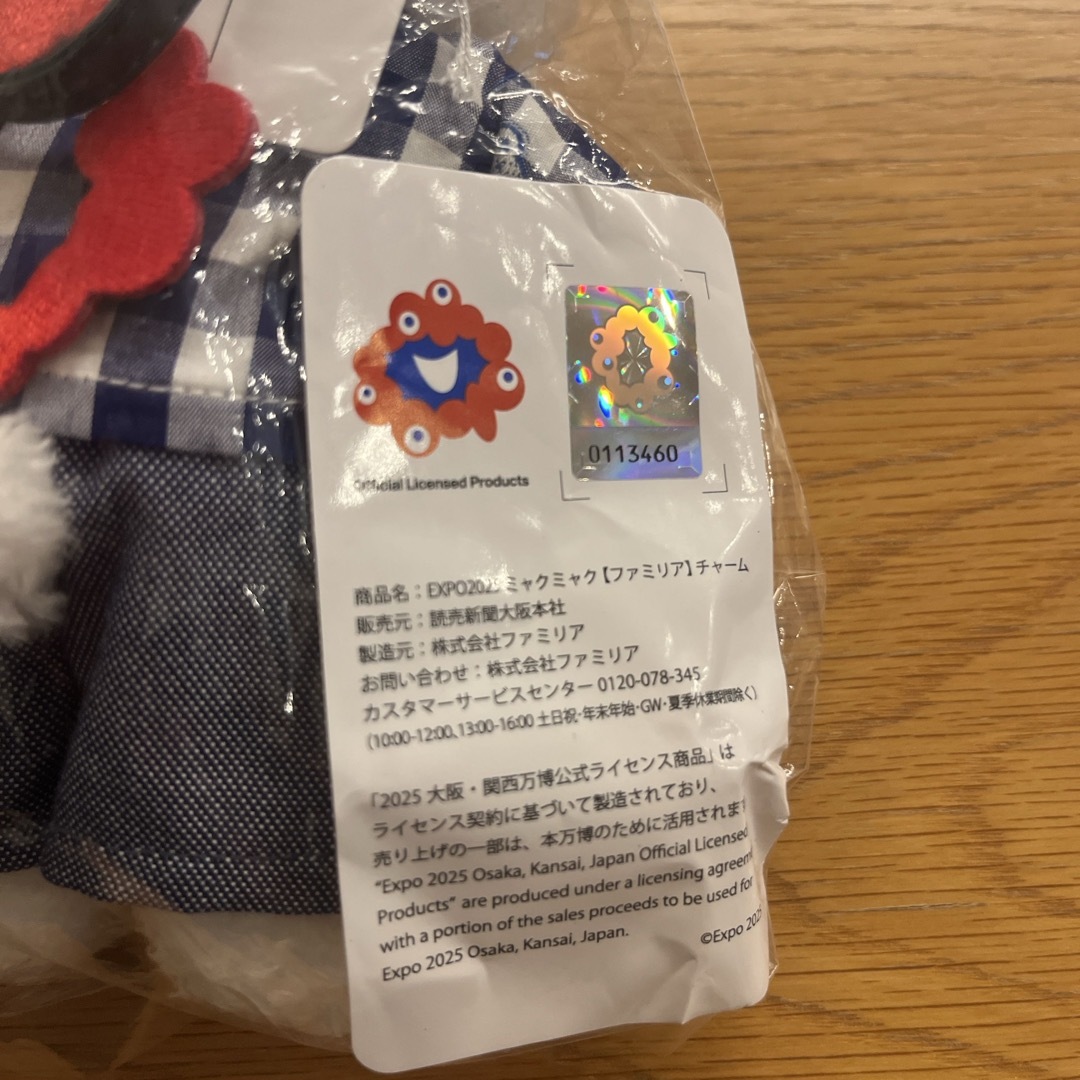 Official Licensed Products
0113460
商品名：EXPO2025 ミャクミャク【ファミリア】チャーム
販売元：読売新聞大阪本社
製造元：株式会社ファミリア
お問い合わせ：株式会社ファミリア
カスタマーサービスセンター 0120-078-345
（10:00-12:00、13:00-16:00 土日祝・年末年始・GW・夏季休業期間除く）
「2025 大阪・関西万博公式ライセンス商品」は
ライセンス契約に基づいて製造されており、
売り上げの一部は、本万博のために活用されます
"Expo 2025 Osaka, Kansai, Japan Official Licensed
Products" are produced under a licensing agreem
with a portion of the sales proceeds to be used for
Expo 2025 Osaka, Kansai, Japan.
©Expo 2025